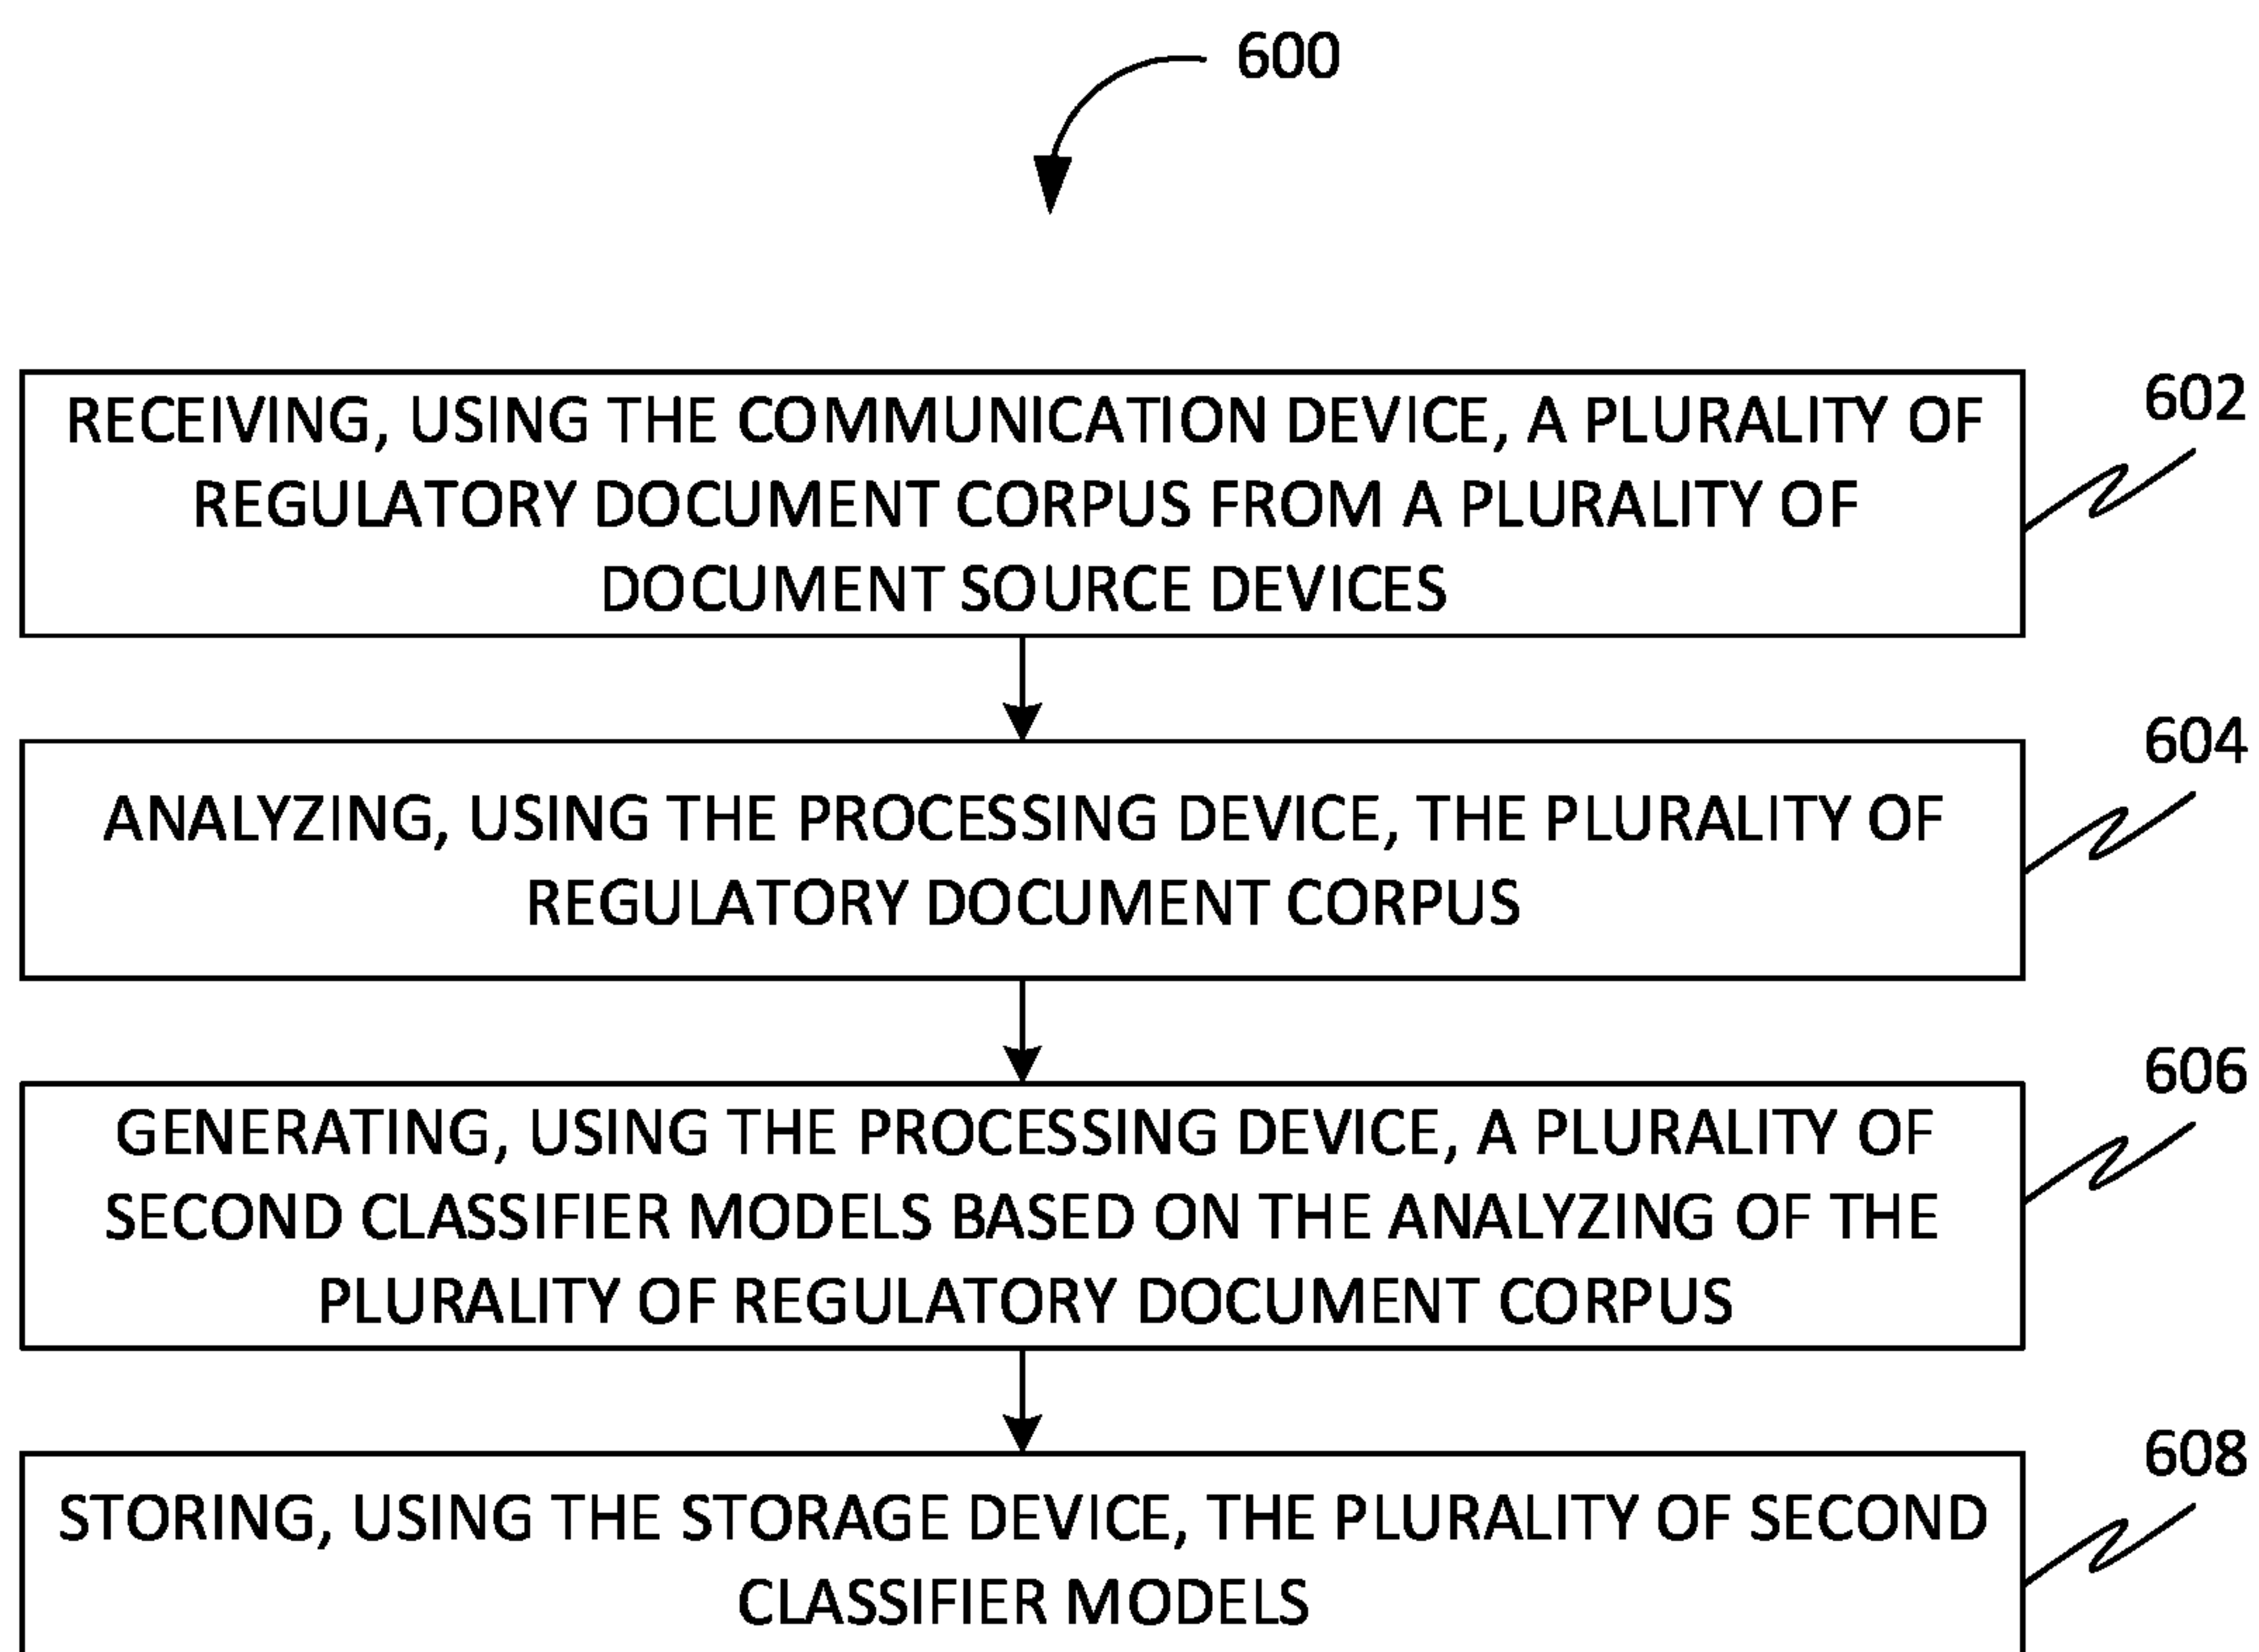 600
RECEIVING, USING THE COMMUNICATION DEVICE, A PLURALITY OF
REGULATORY DOCUMENT CORPUS FROM A PLURALITY OF
DOCUMENT SOURCE DEVICES
602
ANALYZING, USING THE PROCESSING DEVICE, THE PLURALITY OF
REGULATORY DOCUMENT CORPUS
604
GENERATING, USING THE PROCESSING DEVICE, A PLURALITY OF
SECOND CLASSIFIER MODELS BASED ON THE ANALYZING OF THE
PLURALITY OF REGULATORY DOCUMENT CORPUS
606
STORING, USING THE STORAGE DEVICE, THE PLURALITY OF SECOND
CLASSIFIER MODELS
608